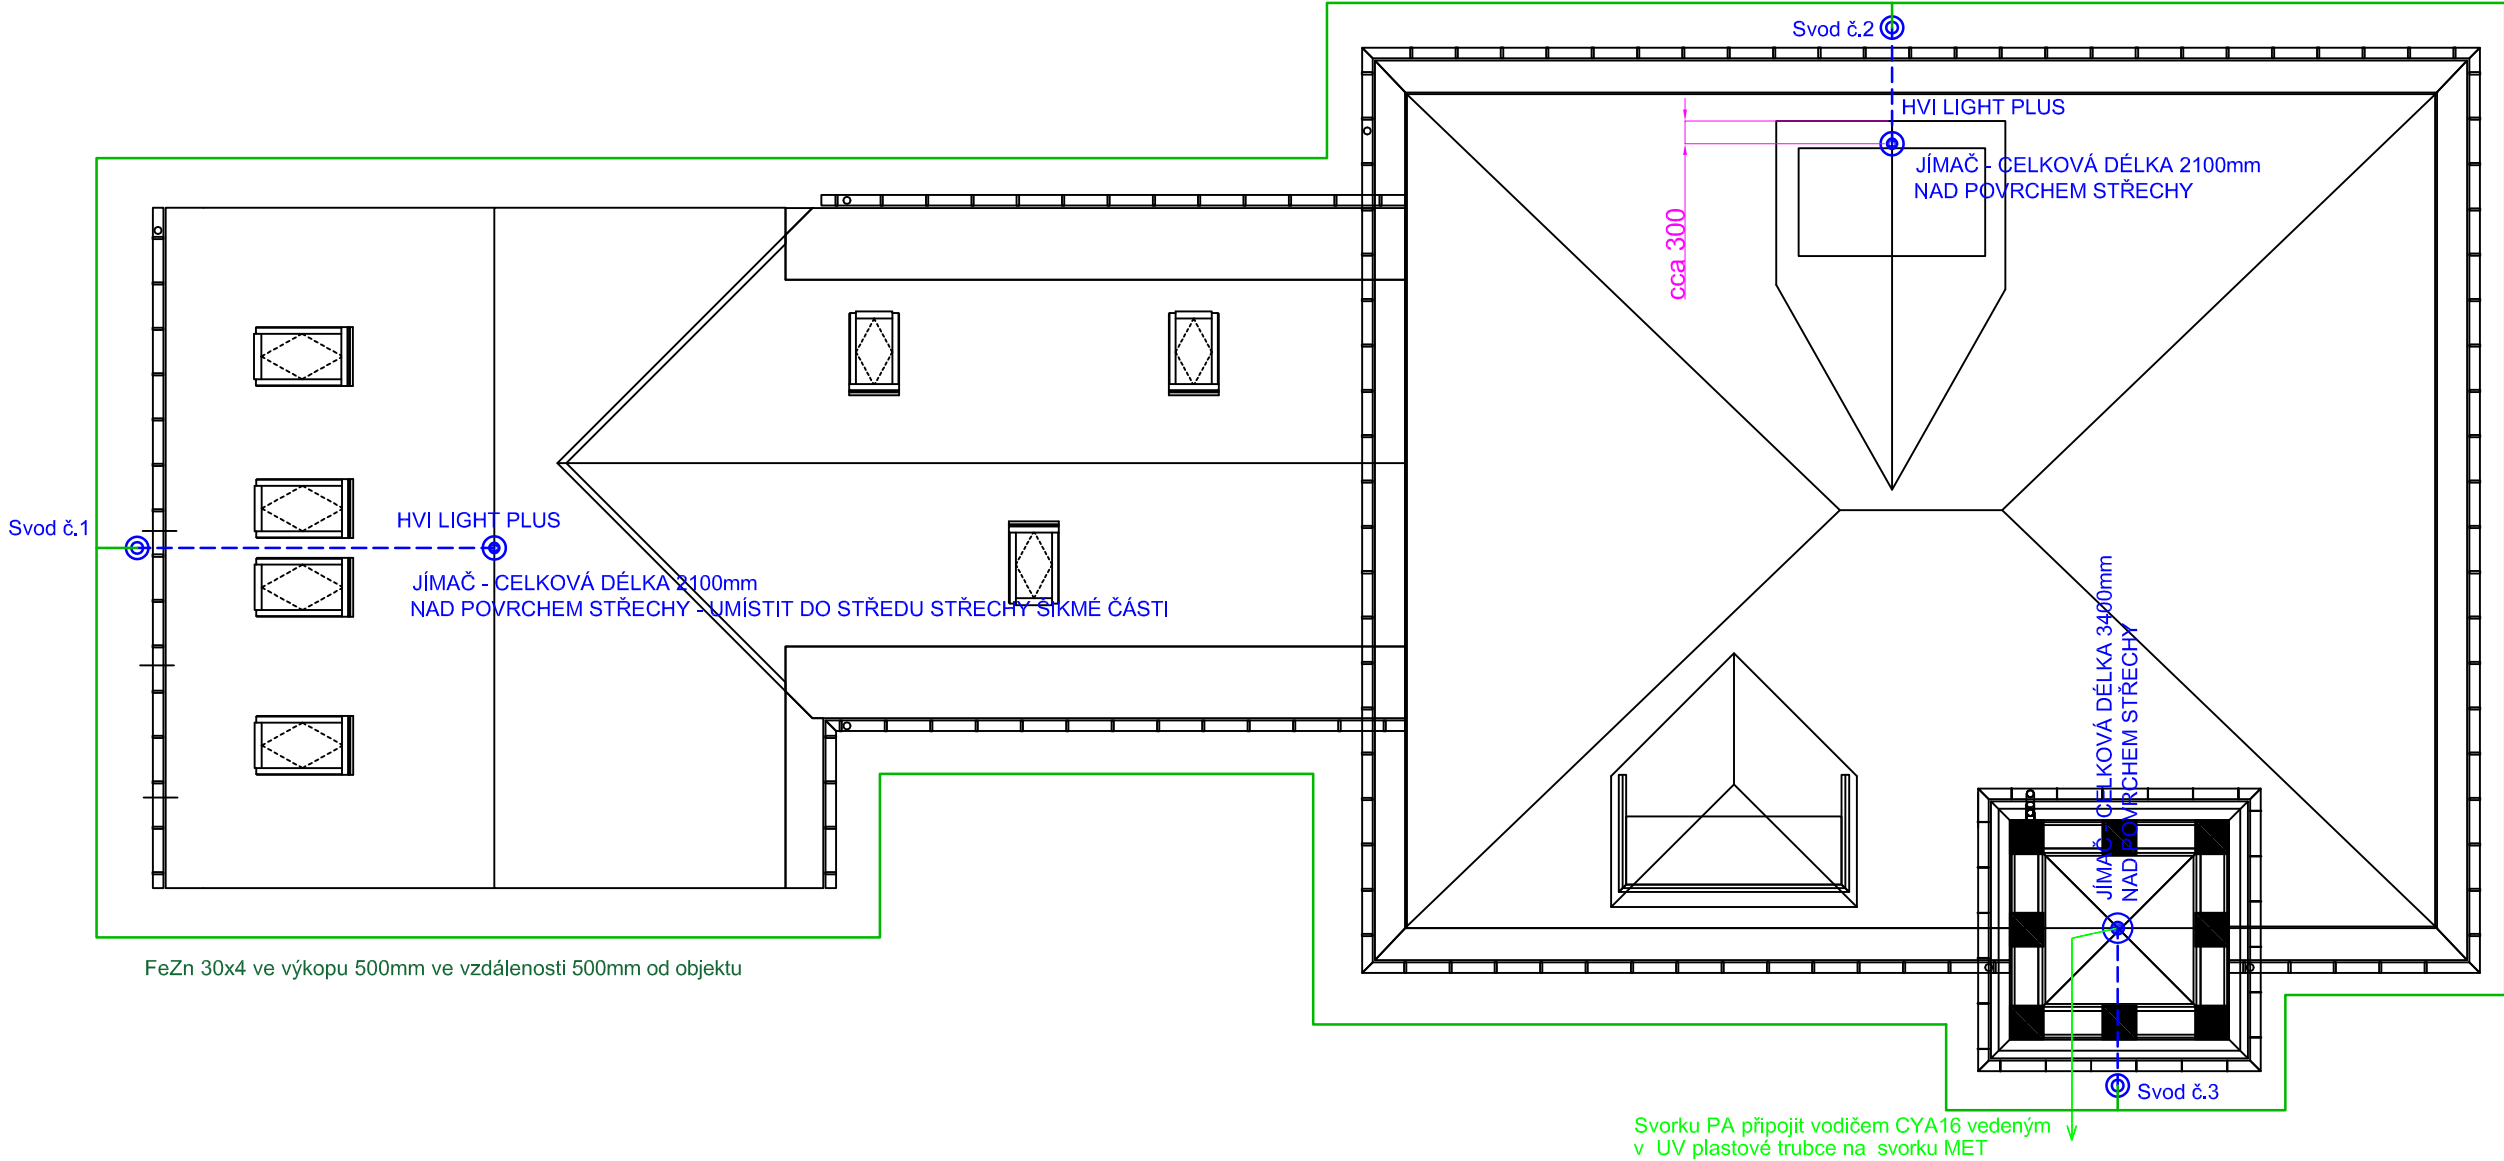 Svod č.2
HVI LIGHT PLUS
JÍMAČ - CELKOVÁ DÉLKA 2100mm
NAD POVRCHEM STŘECHY
cca 300
Svod č.1
HVI LIGHT PLUS
JÍMAČ - CELKOVÁ DÉLKA 2100mm
NAD POVRCHEM STŘECHY - UMÍSTIT DO STŘEDU STŘECHY ŠIKMÉ ČÁSTI
JÍMAČ - CELKOVÁ DÉLKA 3400mm
NAD POVRCHEM STŘECHY
FeZn 30x4 ve výkopu 500mm ve vzdálenosti 500mm od objektu
Svod č.3
Svorku PA připojit vodičem CYA16 vedeným
v UV plastové trubce na svorku MET